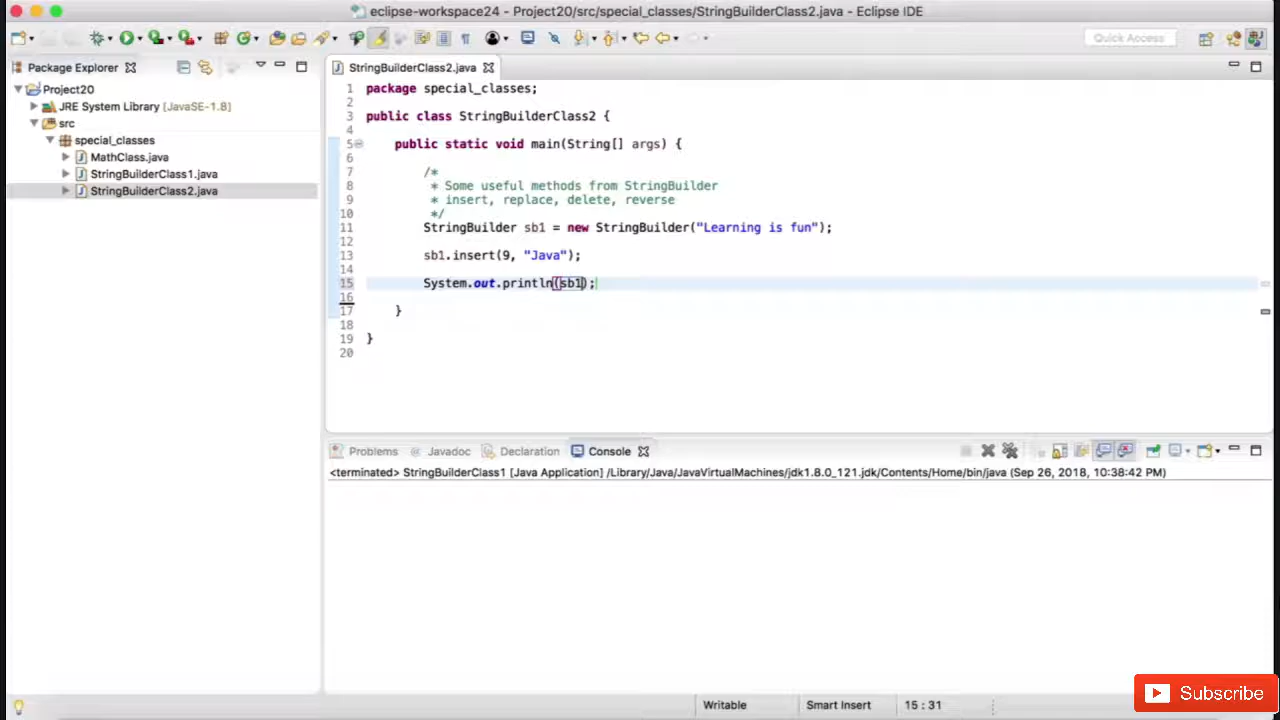 eclipse-workspace24 - Project20/src/special_classes/StringBuilderClass2.java - Eclipse IDE
Quick Access
Package Explorer
Project20
JRE System Library [JavaSE-1.8]
src
special_classes
MathClass.java
StringBuilderClass1.java
StringBuilderClass2.java
StringBuilderClass2.java
1 package special_classes;
2
3 public class StringBuilderClass2 {
4
5 public static void main(String[] args) {
6
7 /*
8 * Some useful methods from StringBuilder
9 * insert, replace, delete, reverse
10 */
11 StringBuilder sb1 = new StringBuilder("Learning is fun");
12
13 sb1.insert(9, "Java");
14
15 System.out.println(sb1);
16
17 }
18
19 }
20
Problems @ Javadoc Declaration Console
<terminated> StringBuilderClass1 [Java Application] /Library/Java/JavaVirtualMachines/jdk1.8.0_121.jdk/Contents/Home/bin/java (Sep 26, 2018, 10:38:42 PM)
Writable Smart Insert 15 : 31
Subscribe